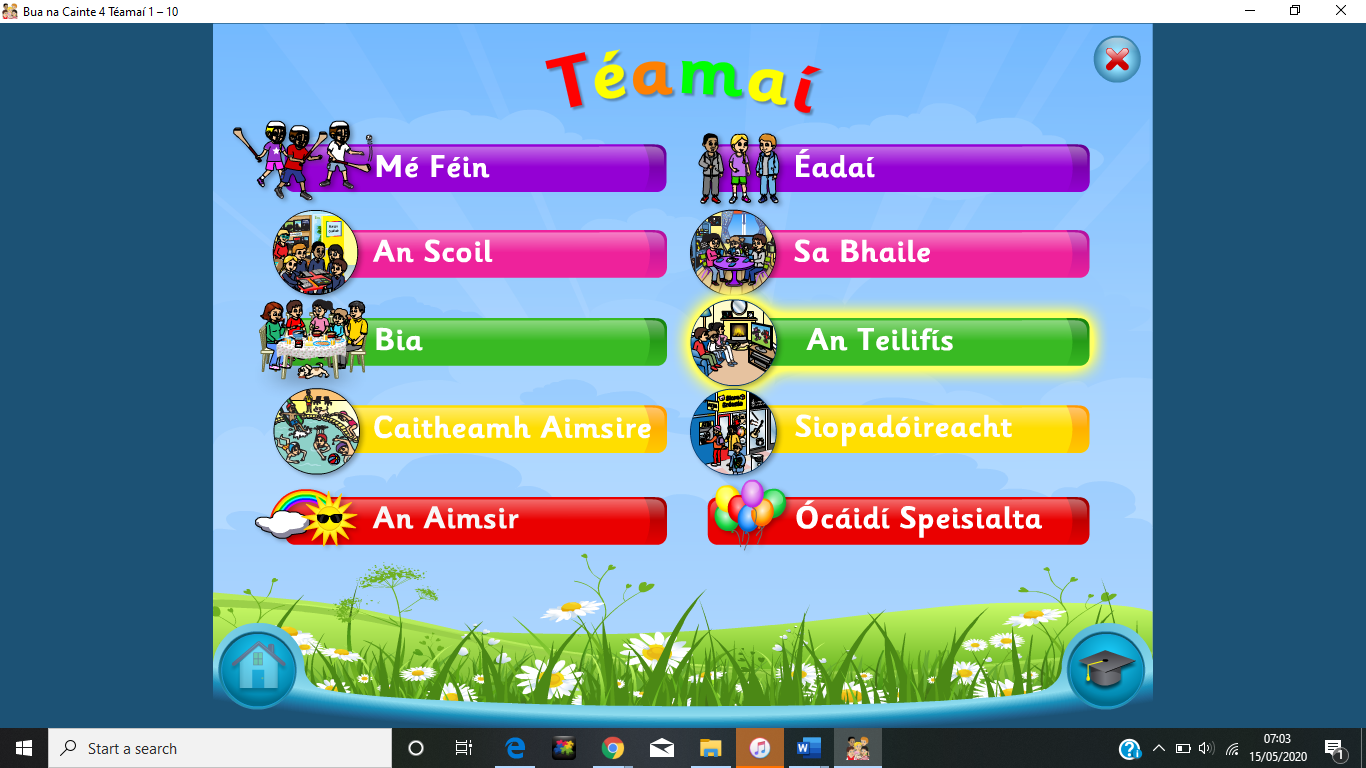 Bua na Cainte 4 Téamaí 1 – 10
Téamaí
Mé Féin
Éadaí
An Scoil
Sa Bhaile
Bia
An Teilifís
Caitheamh Aimsire
Siopadóireacht
An Aimsir
Ócáidí Speisialta
Start a search
07:03
15/05/2020
1